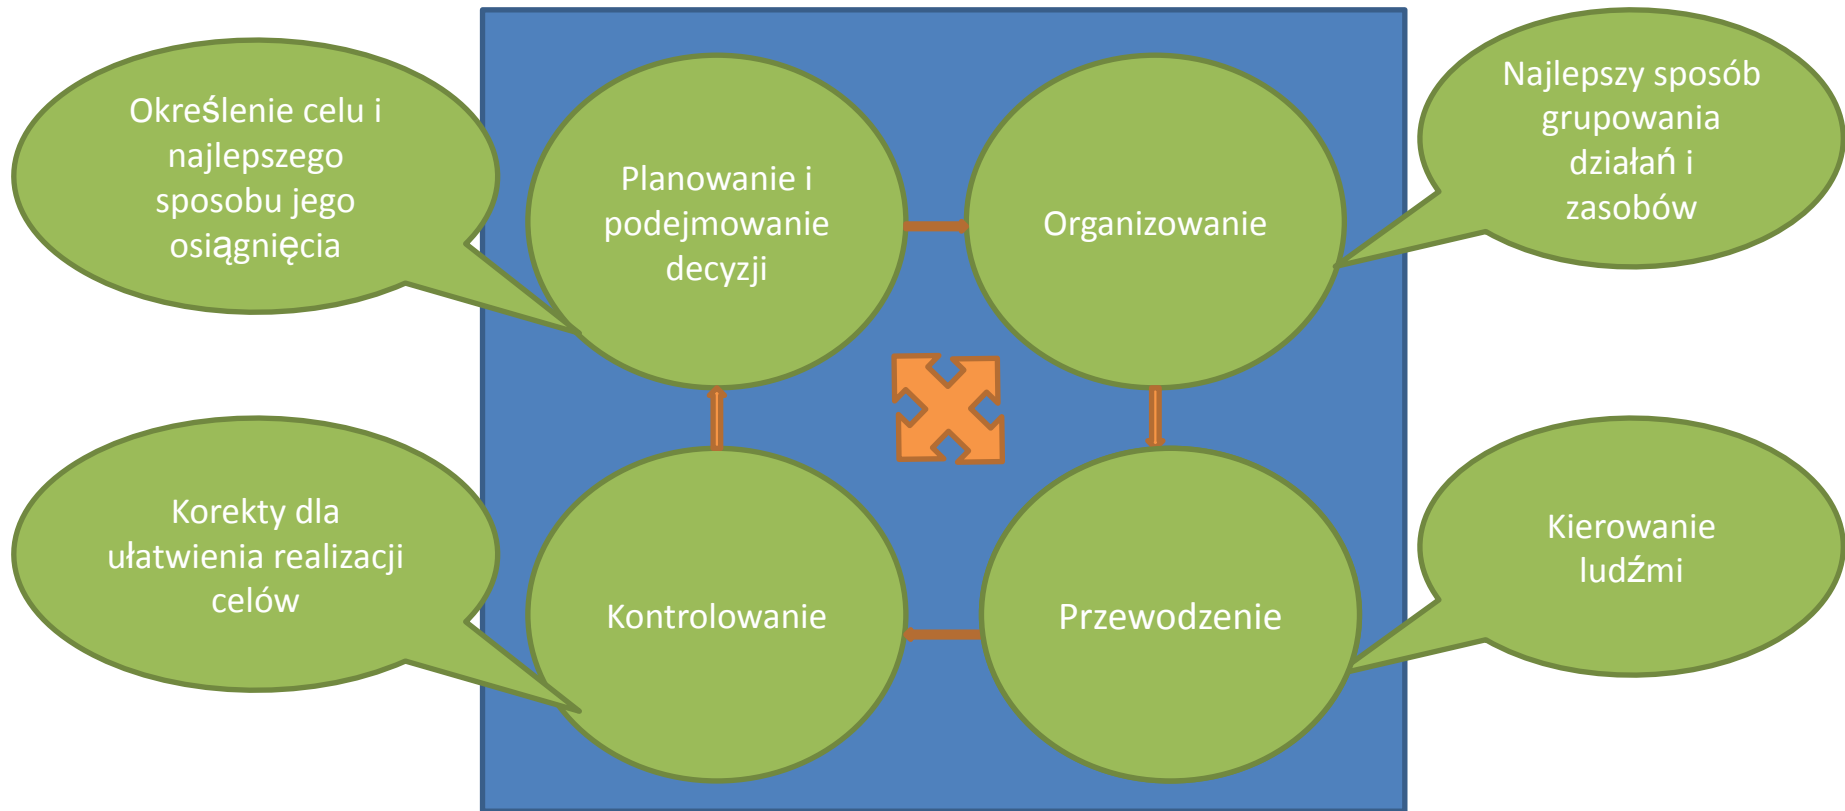 Określenie celu i
najlepszego
sposobu jego
osiągnięcia
Planowanie i
podejmowanie
decyzji
Organizowanie
Najlepszy sposób
grupowania
działań i
zasobów
Korekty dla
ułatwienia realizacji
celów
Kontrolowanie
Przewodzenie
Kierowanie
ludźmi